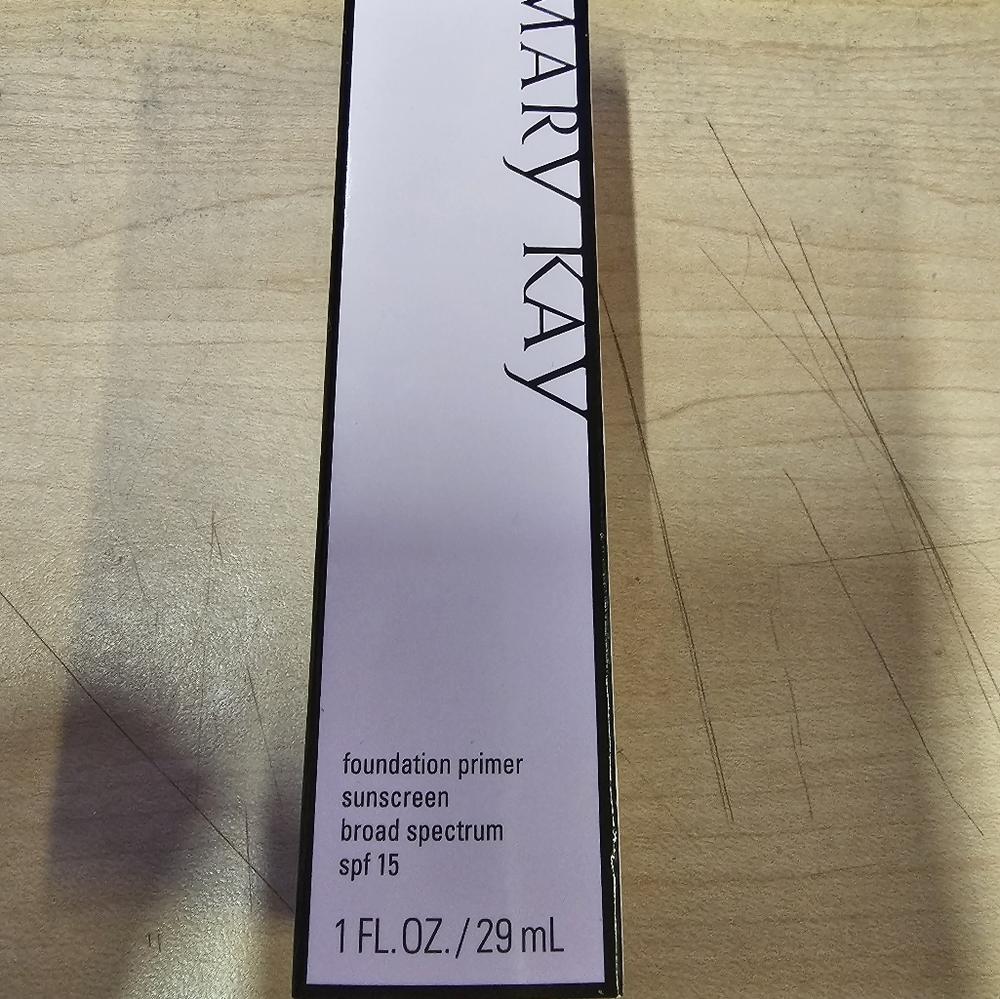 MARY KAY
foundation primer
sunscreen
broad spectrum
spf 15
1 FL. OZ. / 29 mL